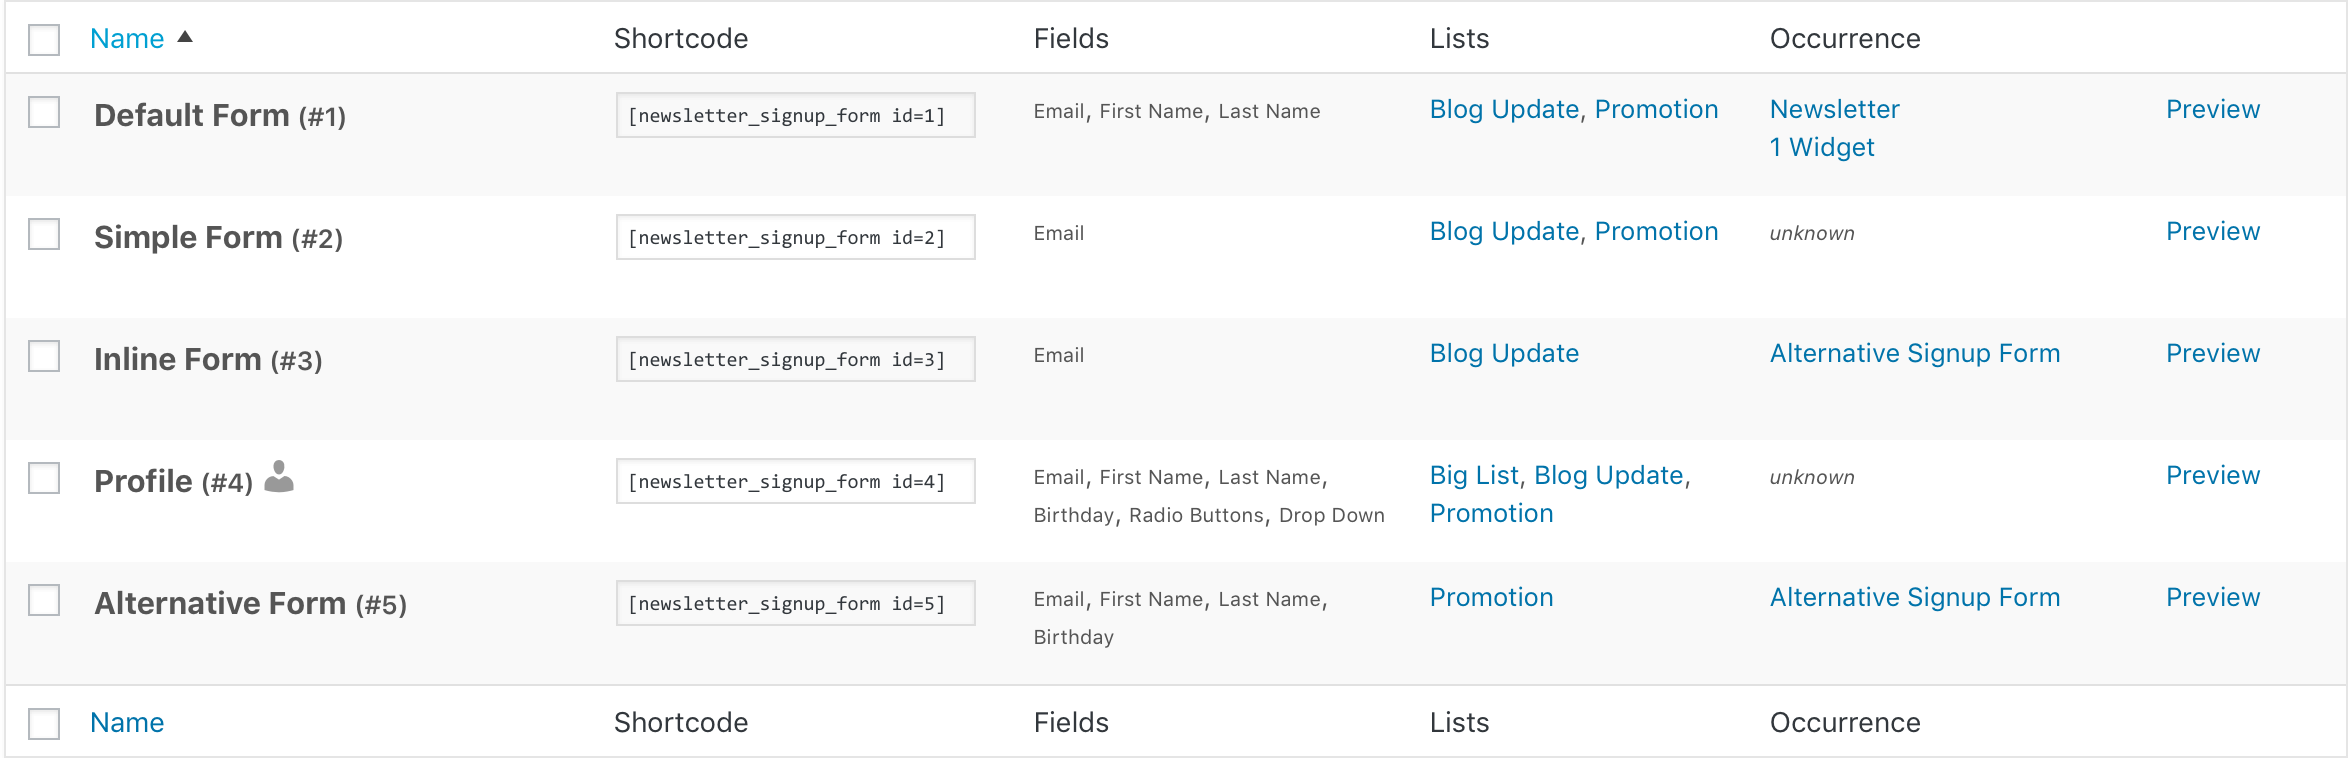 Name Shortcode Fields Lists Occurrence
Default Form (#1) [newsletter_signup_form id=1] Email, First Name, Last Name Blog Update, Promotion Newsletter Preview
1 Widget
Simple Form (#2) [newsletter_signup_form id=2] Email Blog Update, Promotion unknown Preview
Inline Form (#3) [newsletter_signup_form id=3] Email Blog Update Alternative Signup Form Preview
Profile (#4) [newsletter_signup_form id=4] Email, First Name, Last Name, Big List, Blog Update, unknown Preview
Birthday, Radio Buttons, Drop Down Promotion
Alternative Form (#5) [newsletter_signup_form id=5] Email, First Name, Last Name, Promotion Alternative Signup Form Preview
Birthday
Name Shortcode Fields Lists Occurrence